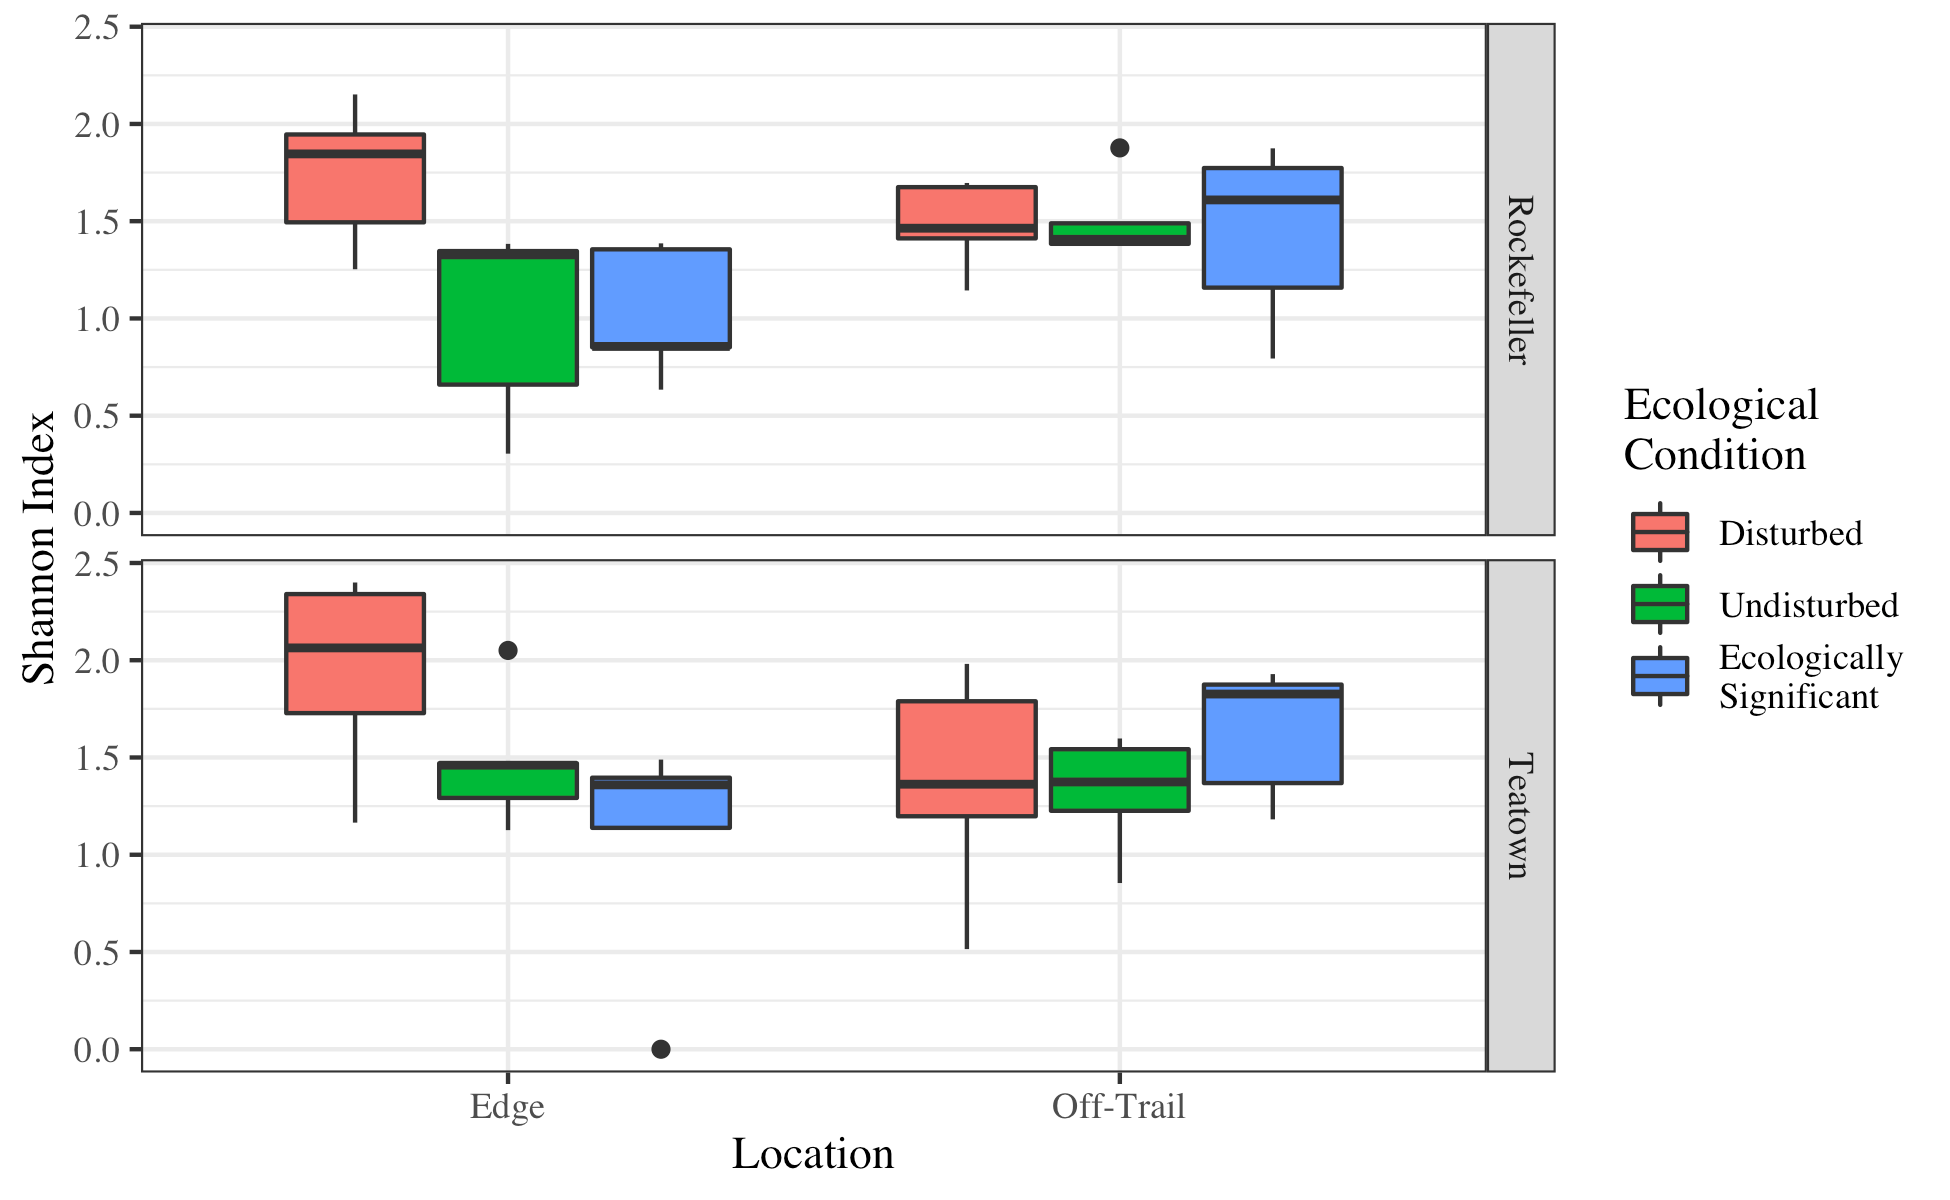 Shannon Index
2.5
2.0
1.5
1.0
0.5
0.0
Rockefeller
2.5
2.0
1.5
1.0
0.5
0.0
Teatown
Edge
Off-Trail
Location
Ecological
Condition
Disturbed
Undisturbed
Ecologically
Significant